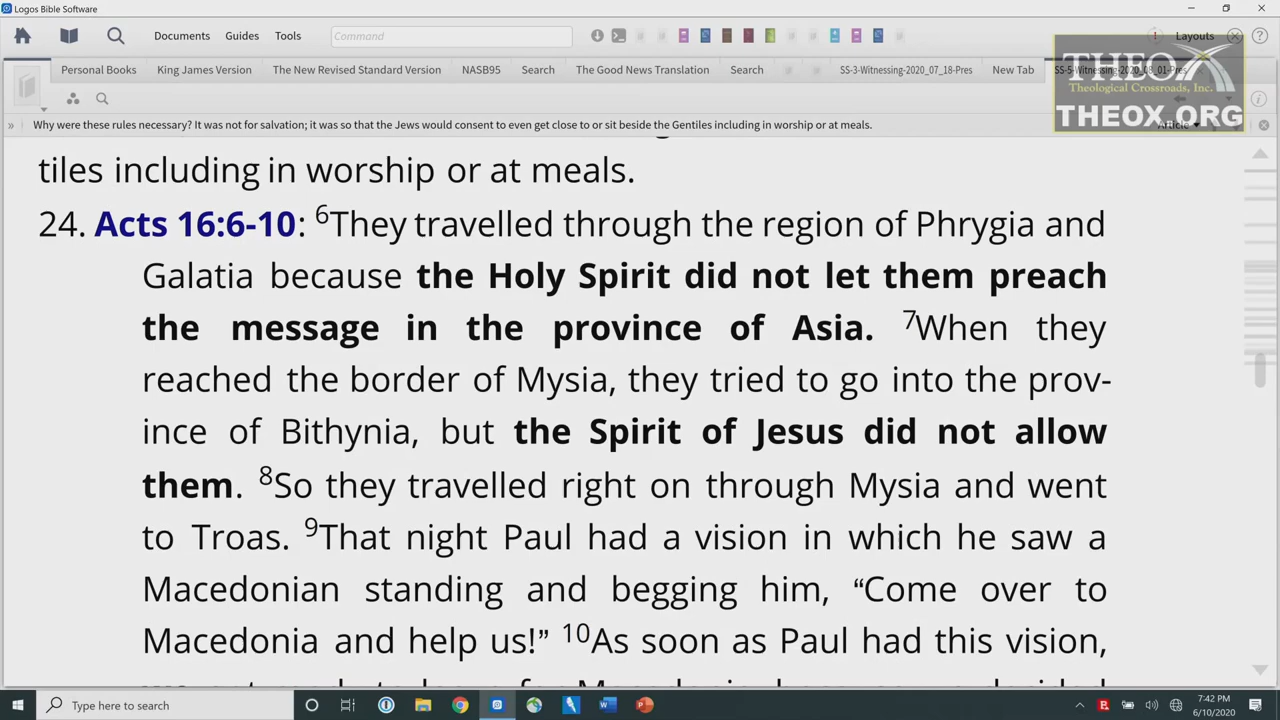 Logos Bible Software
Documents Guides Tools Command Layouts
THEOX
Theological Crossroads, Inc.
THEOX.ORG
Personal Books King James Version The New Revised SB95 Search The Good News Translation Search SS-3-Witnessing-2020_07_18-Pres New Tab SS-5-Witnessing-2020_08_01-Pres
Why were these rules necessary? It was not for salvation; it was so that the Jew would consent to even get close to or sit beside the Gentiles including in worship or at meals.
Article
tiles including in worship or at meals.
24. Acts 16:6-10: 6They travelled through the region of Phrygia and
Galatia because the Holy Spirit did not let them preach
the message in the province of Asia. 7When they
reached the border of Mysia, they tried to go into the prov-
ince of Bithynia, but the Spirit of Jesus did not allow
them. 8So they travelled right on through Mysia and went
to Troas. 9That night Paul had a vision in which he saw a
Macedonian standing and begging him, “Come over to
Macedonia and help us!” 10As soon as Paul had this vision,
Type here to search
7:42 PM
6/10/2020